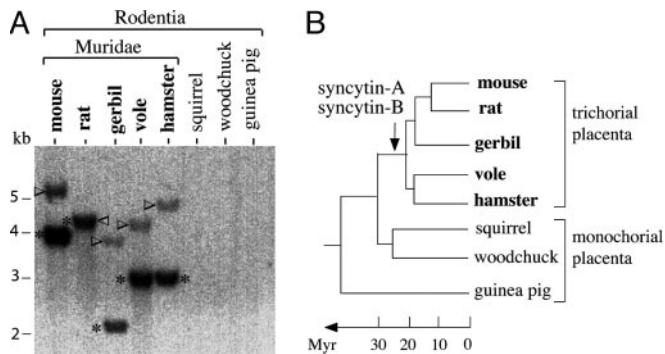 A
Rodentia
Muridae
mouse
rat
gerbil
vole
hamster
squirrel
woodchuck
guinea pig
kb
5
4
3
2
B
syncytin-A
syncytin-B
mouse
rat
gerbil
vole
hamster
squirrel
woodchuck
guinea pig
trichorial
placenta
monochorial
placenta
Myr 30 20 10 0